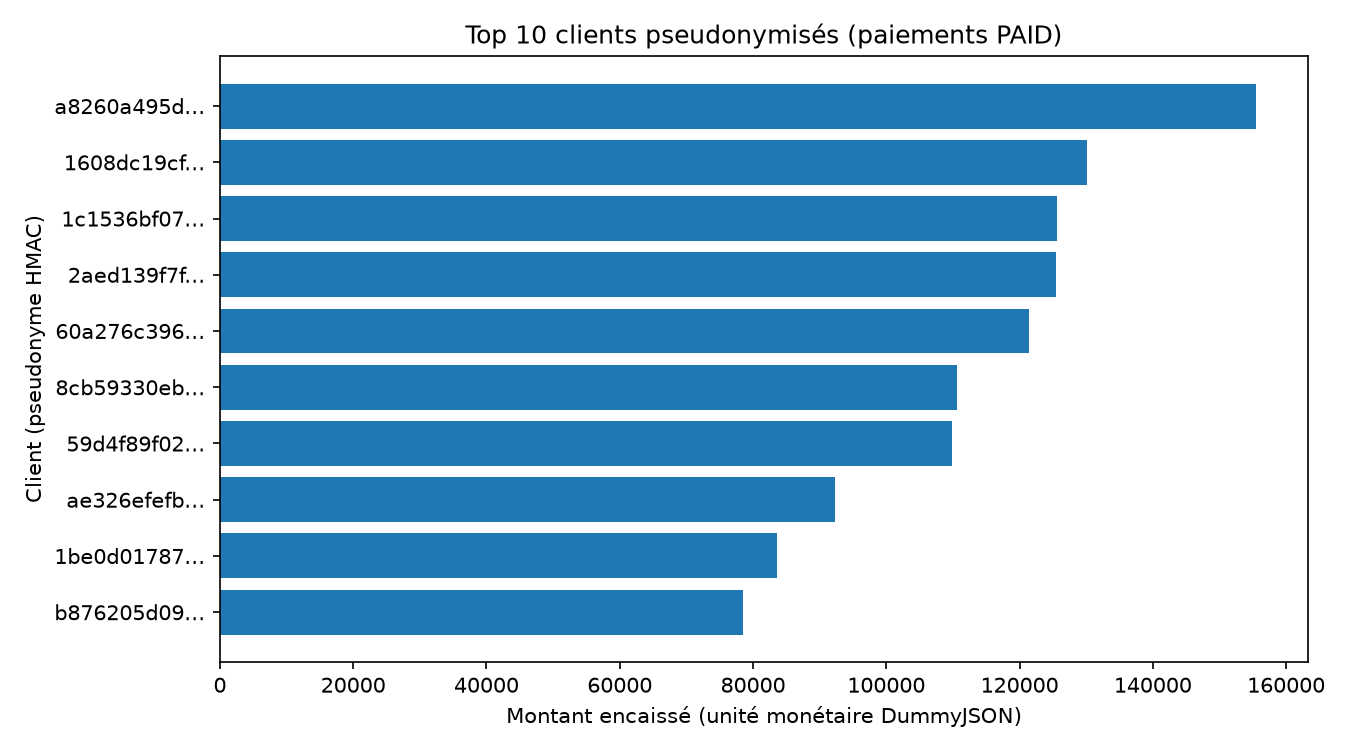 Top 10 clients pseudonymisés (paiements PAID)
Client (pseudonyme HMAC)
a8260a495d...
1608dc19cf...
1c1536bf07...
2aed139f7f...
60a276c396...
8cb59330eb...
59d4f89f02...
ae326efefb...
1be0d01787...
b876205d09...
0 20000 40000 60000 80000 100000 120000 140000 160000
Montant encaissé (unité monétaire DummyJSON)